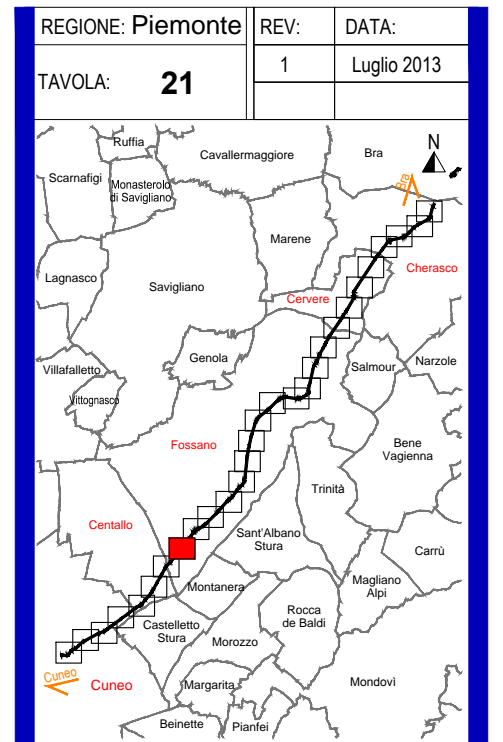 REGIONE: Piemonte
REV:
DATA:
TAVOLA: 21
1
Luglio 2013
Ruffia
Cavallermaggiore
Bra
N
Scarnafigi
Monasterolo
di Savigliano
Bra
Marene
Cherasco
Lagnasco
Savigliano
Cervere
Villafalletto
Genola
Salmour
Narzole
Vittognasco
Fossano
Bene
Vagienna
Trinità
Centallo
Sant'Albano
Stura
Carrù
Montanera
Magliano
Alpi
Rocca
de Baldi
Castelletto
Stura
Morozzo
Cuneo
Cuneo
Margarita
Mondovì
Beinette
Pianfei